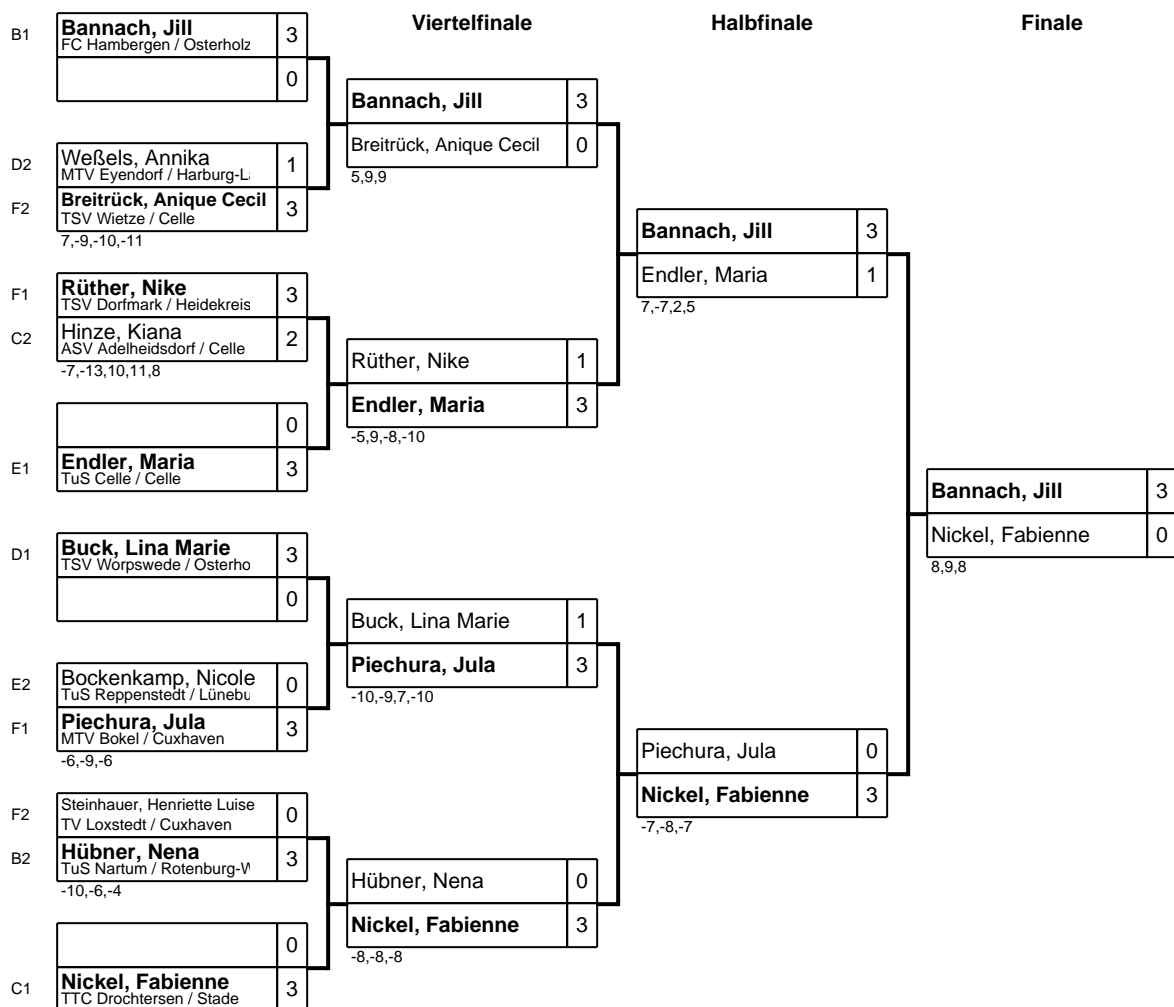 Viertelfinale
Halbfinale
Finale
B1
Bannach, Jill
FC Hambergen / Osterholz
3
0
D2
Weßels, Annika
MTV Eyendorf / Harburg-La
1
F2
Breitrück, Anique Cecil
TSV Wietze / Celle
3
7,-9,-10,-11
F1
Rüther, Nike
TSV Dorfmark / Heidekreis
3
C2
Hinze, Kiana
ASV Adelheidsdorf / Celle
2
-7,-13,10,11,8
0
E1
Endler, Maria
TuS Celle / Celle
3
D1
Buck, Lina Marie
TSV Worpswede / Osterho
3
0
E2
Bockenkamp, Nicole
TuS Reppenstedt / Lünebu
0
F1
Piechura, Jula
MTV Bokel / Cuxhaven
3
-6,-9,-6
F2
Steinhauer, Henriette Luise
TV Loxstedt / Cuxhaven
0
B2
Hübner, Nena
TuS Nartum / Rotenburg-W
3
-10,-6,-4
0
C1
Nickel, Fabienne
TTC Drochtersen / Stade
3
Bannach, Jill
3
Breitrück, Anique Cecil
0
5,9,9
Rüther, Nike
1
Endler, Maria
3
-5,9,-8,-10
Buck, Lina Marie
1
Piechura, Jula
3
-10,-9,7,-10
Hübner, Nena
0
Nickel, Fabienne
3
-8,-8,-8
Bannach, Jill
3
Endler, Maria
1
7,-7,2,5
Piechura, Jula
0
Nickel, Fabienne
3
-7,-8,-7
Bannach, Jill
3
Nickel, Fabienne
0
8,9,8